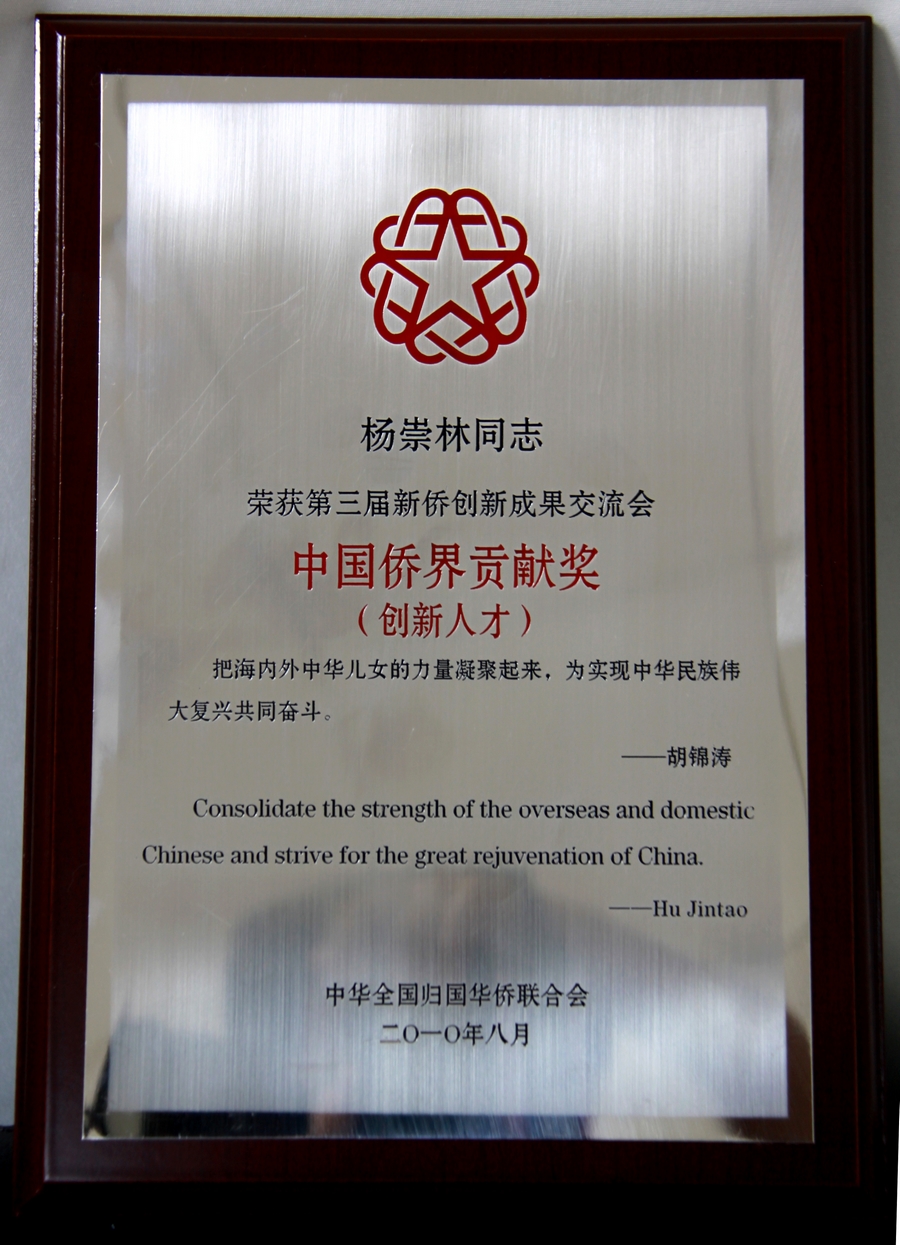 杨崇林同志
荣获第三届新侨创新成果交流会
中国侨界贡献奖
（创新人才）
把海内外中华儿女的力量凝聚起来，为实现中华民族伟
大复兴共同奋斗。
——胡锦涛
Consolidate the strength of the overseas and domestic
Chinese and strive for the great rejuvenation of China.
——Hu Jintao
中华全国归国华侨联合会
二〇一〇年八月